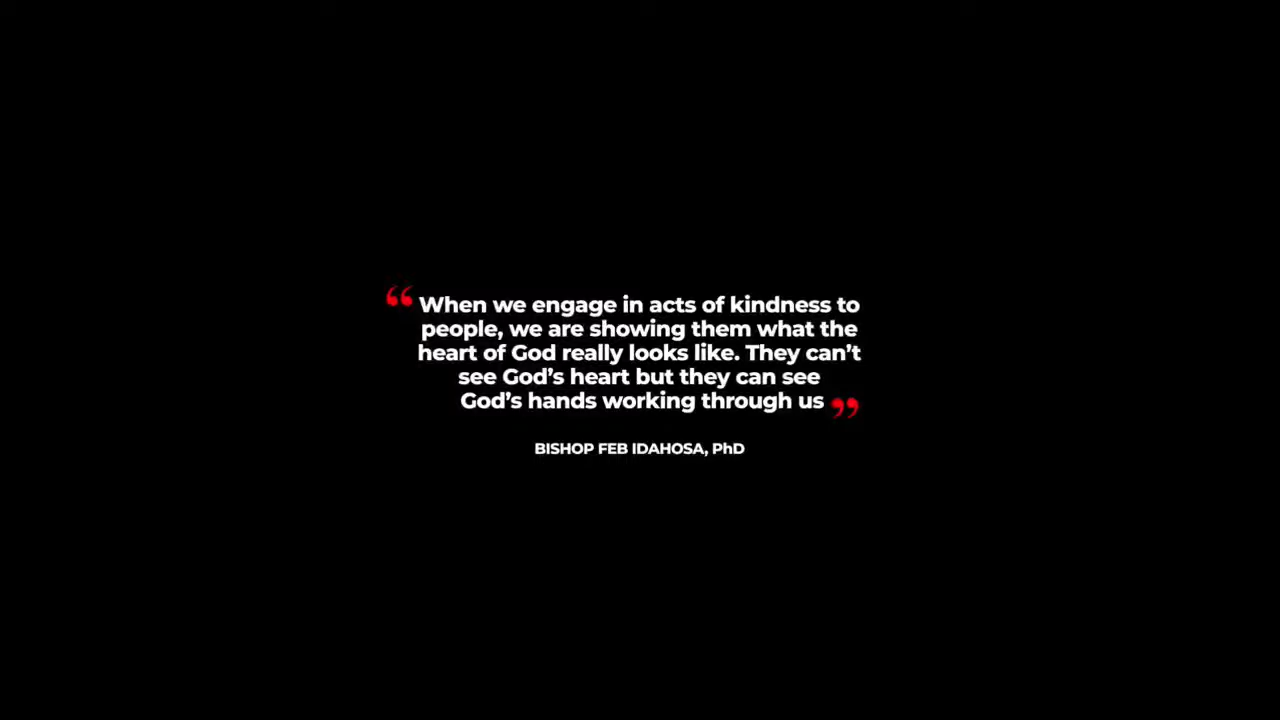 “When we engage in acts of kindness to
people, we are showing them what the
heart of God really looks like. They can’t
see God’s heart but they can see
God’s hands working through us”
BISHOP FEB IDAHOSA, PhD